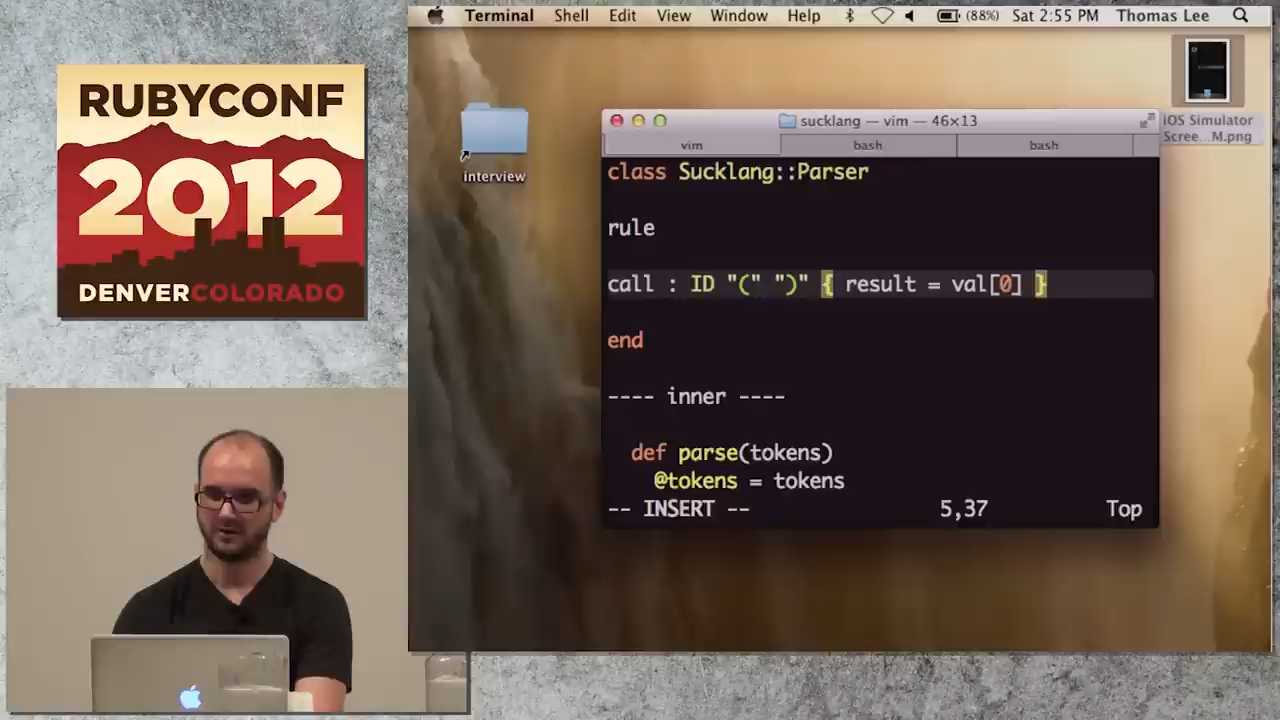 Terminal Shell Edit View Window Help (88%) Sat 2:55 PM Thomas Lee
RUBYCONF
2012
DENVERCOLORADO
interview
iOS Simulator
Scree...M.png
sucklang — vim — 46×13
vim bash bash
class Sucklang::Parser
rule
call : ID "(" ")" { result = val[0] }
end
---- inner ----
def parse(tokens)
@tokens = tokens
-- INSERT -- 5,37 Top